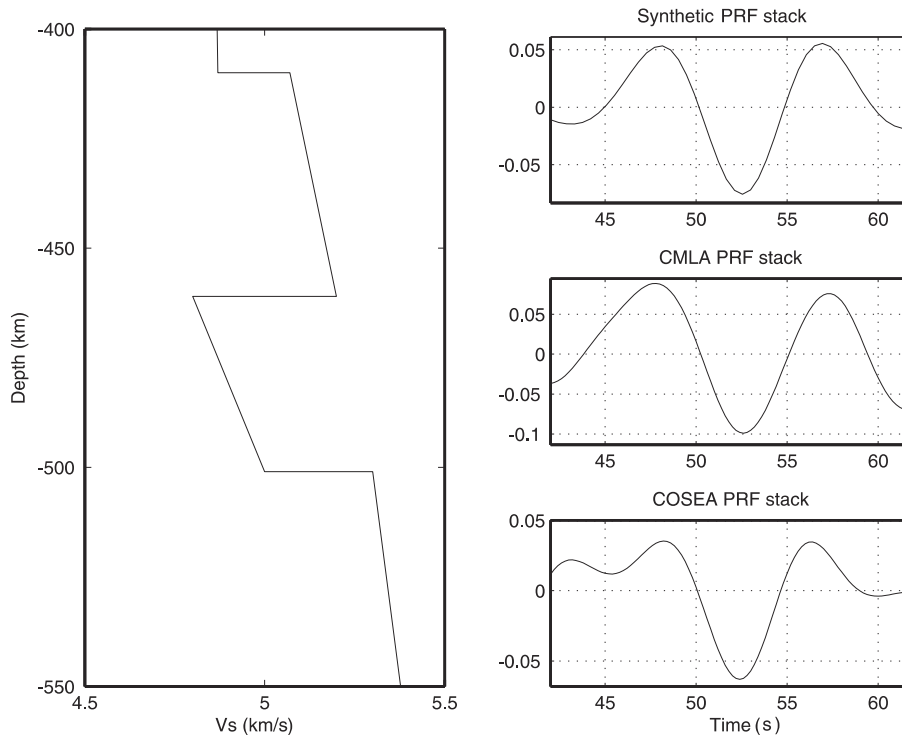 -400
-450
-500
-550
Depth (km)
4.5 5 5.5
Vs (km/s)
Synthetic PRF stack
0.05
0
-0.05
45 50 55 60
CMLA PRF stack
0.05
0
-0.05
-0.1
45 50 55 60
COSEA PRF stack
0.05
0
-0.05
45 50 55 60
Time (s)